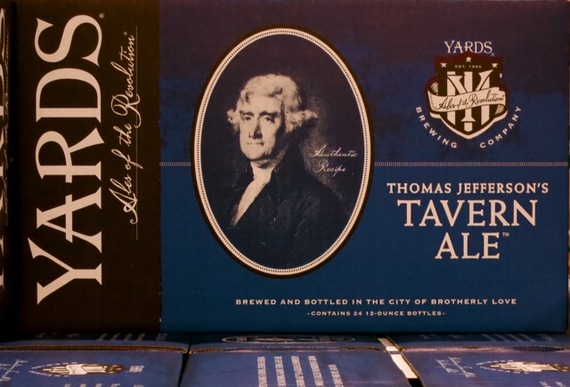 YARDS
Ales of the Revolution
Authentic
Recipe
YARDS
EST. 1994
Ales of the Revolution
BREWING COMPANY
THOMAS JEFFERSON'S
TAVERN
ALE™
BREWED AND BOTTLED IN THE CITY OF BROTHERLY LOVE
~CONTAINS 24 12-OUNCE BOTTLES~